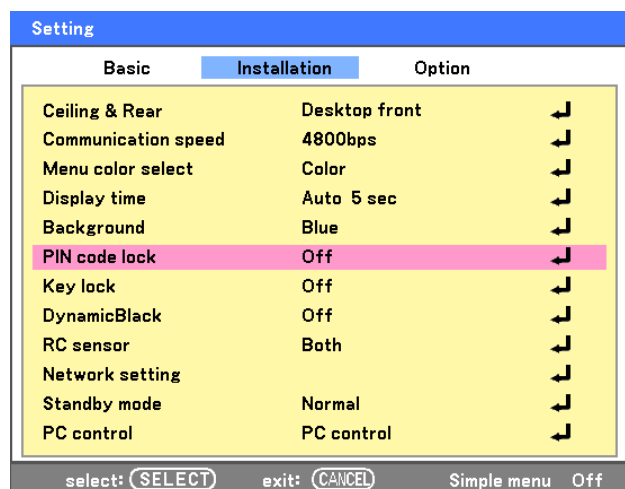 Setting
Basic Installation Option
Ceiling & Rear Desktop front
Communication speed 4800bps
Menu color select Color
Display time Auto 5 sec
Background Blue
PIN code lock Off
Key lock Off
DynamicBlack Off
RC sensor Both
Network setting
Standby mode Normal
PC control PC control
select: SELECT exit: CANCEL Simple menu Off